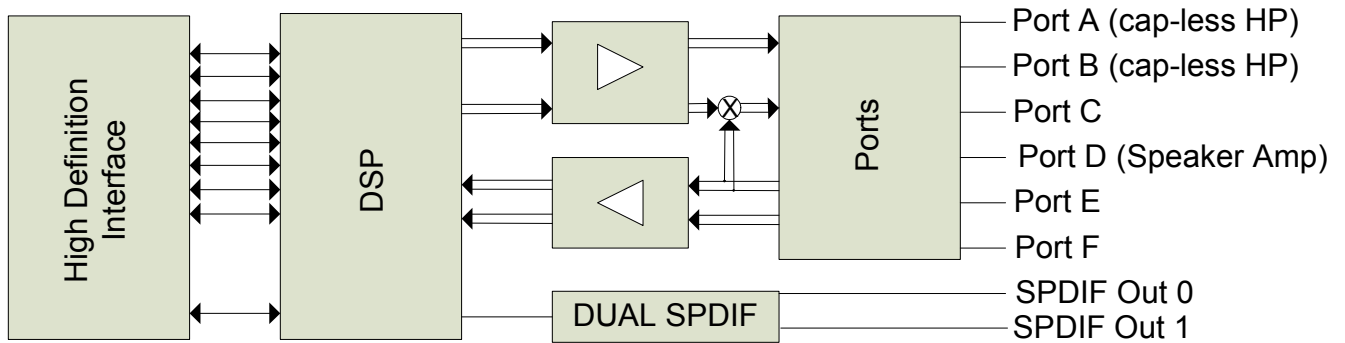 High Definition
Interface
DSP
Ports
Port A (cap-less HP)
Port B (cap-less HP)
Port C
Port D (Speaker Amp)
Port E
Port F
DUAL SPDIF
SPDIF Out 0
SPDIF Out 1